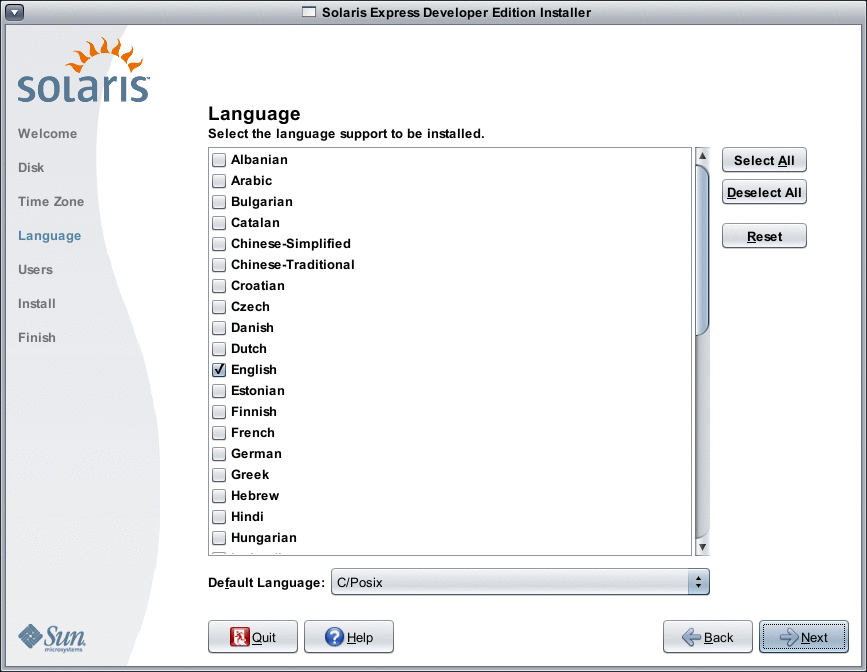 Solaris Express Developer Edition Installer
solaris™
Welcome
Disk
Time Zone
Language
Users
Install
Finish
Language
Select the language support to be installed.
Albanian
Arabic
Bulgarian
Catalan
Chinese-Simplified
Chinese-Traditional
Croatian
Czech
Danish
Dutch
English
Estonian
Finnish
French
German
Greek
Hebrew
Hindi
Hungarian
Select All
Deselect All
Reset
Default Language: C/Posix
Sun
microsystems
Quit Help Back Next